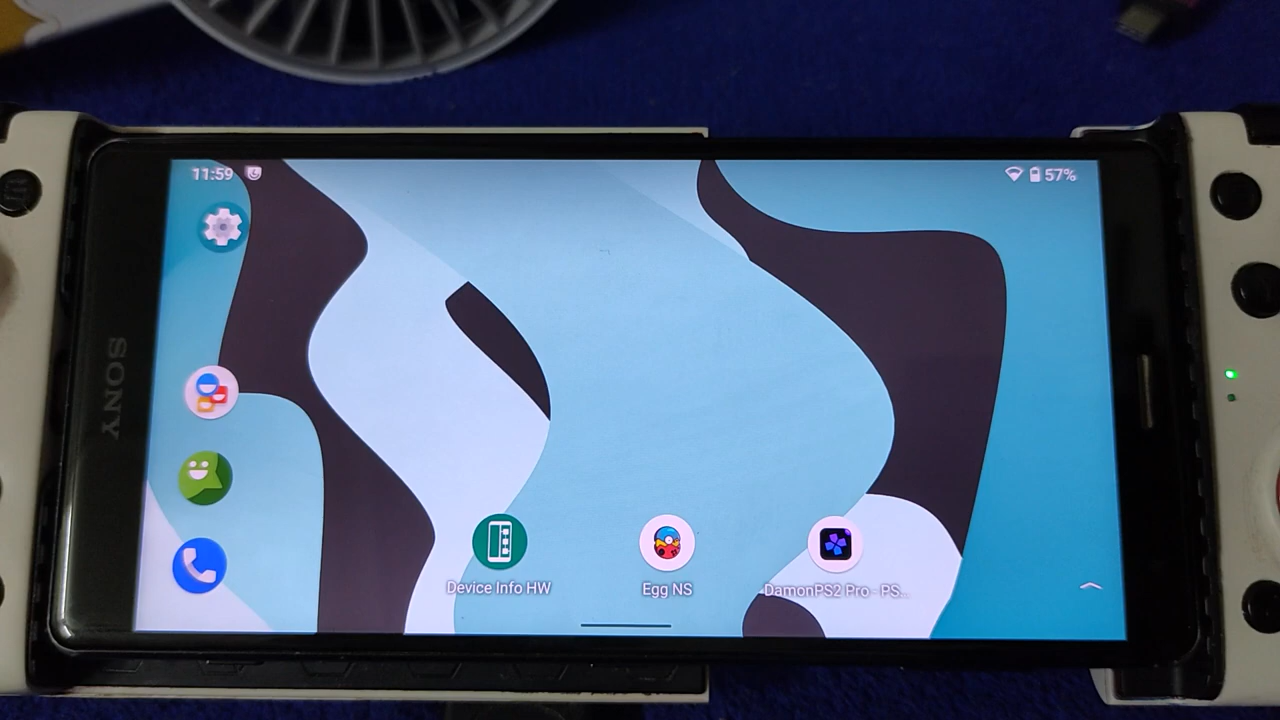 11:59
57%
SONY
Device Info HW
Egg NS
DamonPS2 Pro - PS...